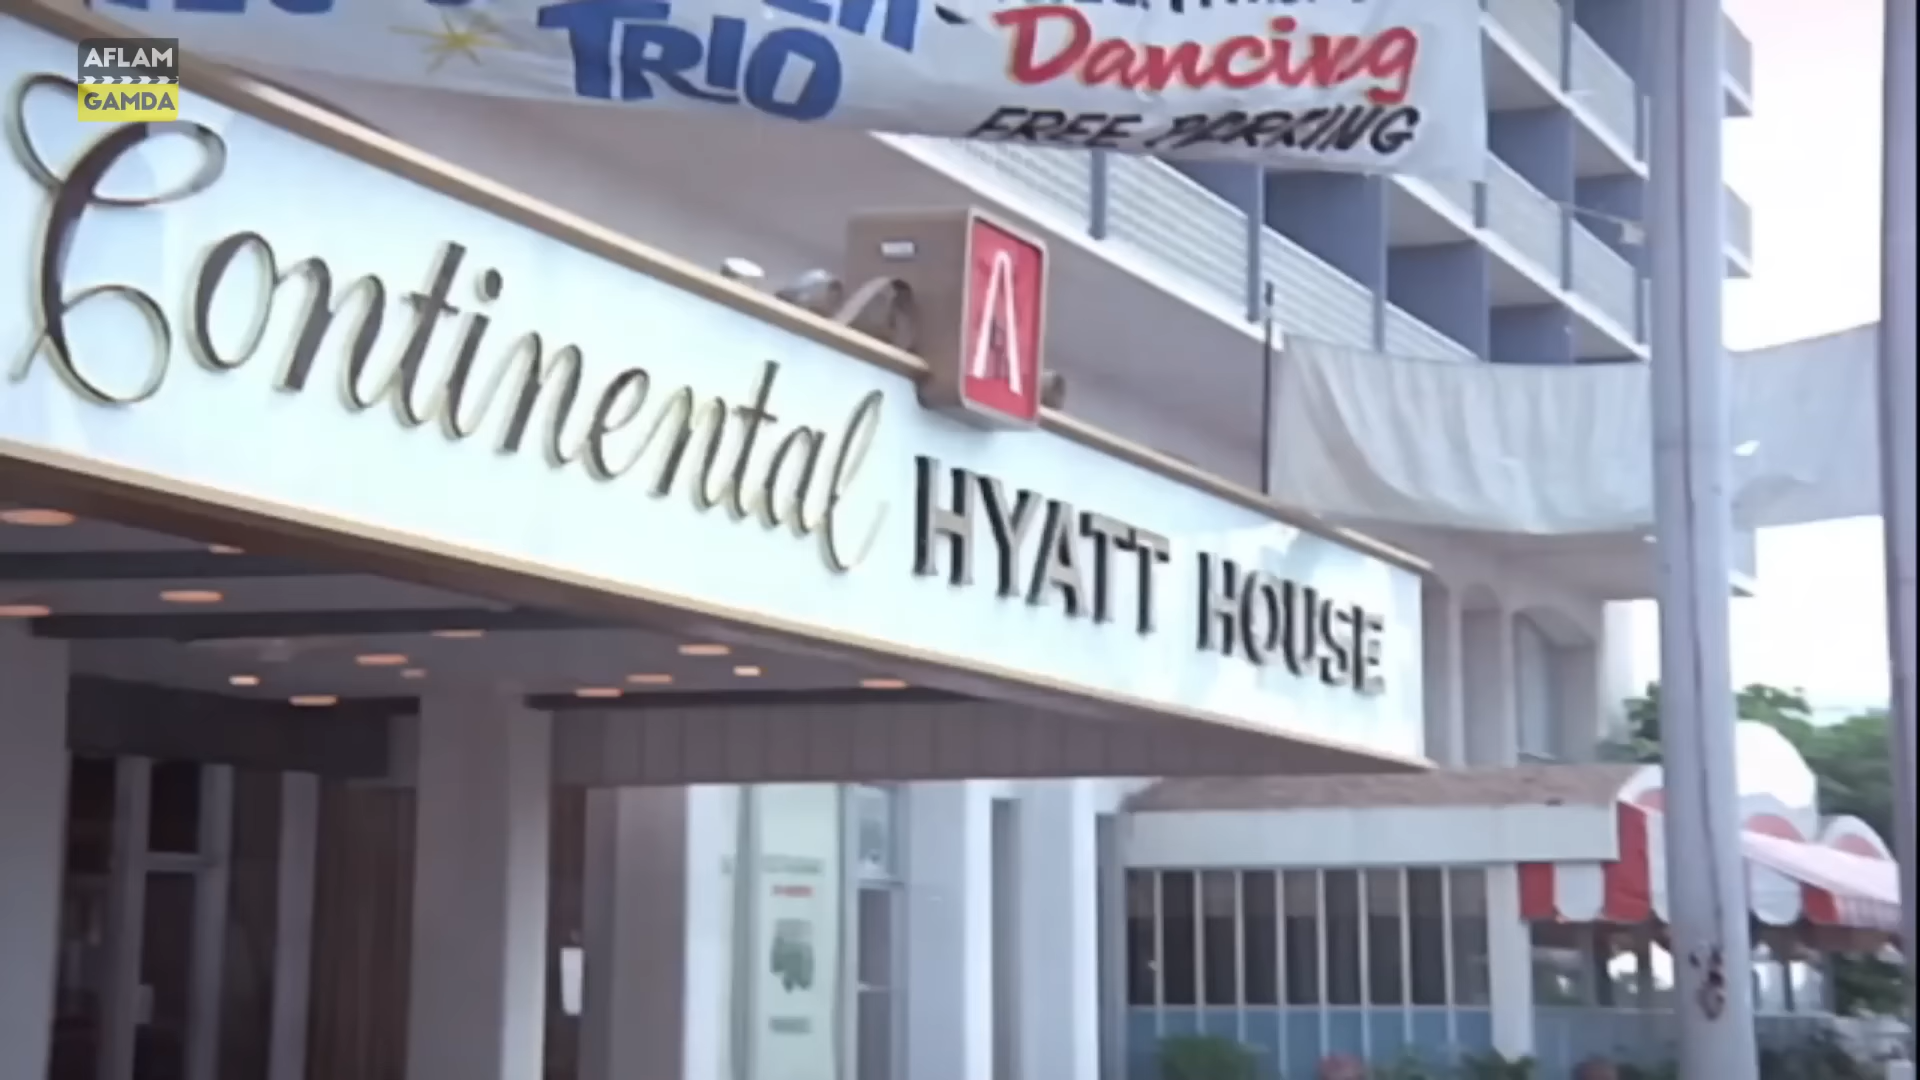 AFLAM
GAMDA
TRIO
Dancing
FREE PARKING
Continental HYATT HOUSE